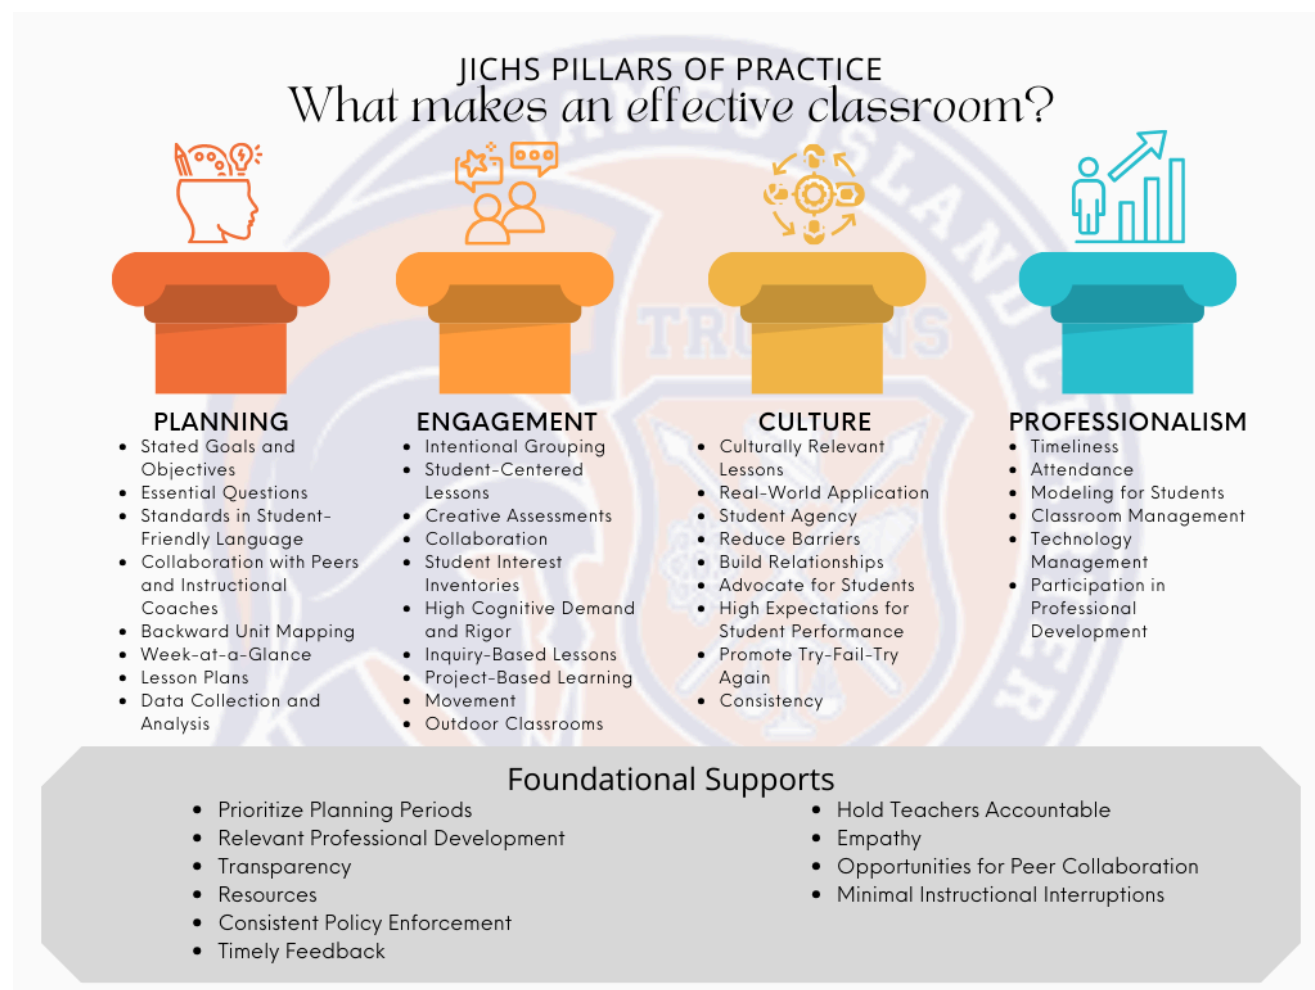 JICHS PILLARS OF PRACTICE
What makes an effective classroom?
JAMES ISLAND CHARTER
TROJANS
PLANNING
Stated Goals and
Objectives
Essential Questions
Standards in Student-
Friendly Language
Collaboration with Peers
and Instructional
Coaches
Backward Unit Mapping
Week-at-a-Glance
Lesson Plans
Data Collection and
Analysis
ENGAGEMENT
Intentional Grouping
Student-Centered
Lessons
Creative Assessments
Collaboration
Student Interest
Inventories
High Cognitive Demand
and Rigor
Inquiry-Based Lessons
Project-Based Learning
Movement
Outdoor Classrooms
CULTURE
Culturally Relevant
Lessons
Real-World Application
Student Agency
Reduce Barriers
Build Relationships
Advocate for Students
High Expectations for
Student Performance
Promote Try-Fail-Try
Again
Consistency
PROFESSIONALISM
Timeliness
Attendance
Modeling for Students
Classroom Management
Technology
Management
Participation in
Professional
Development
Foundational Supports
Prioritize Planning Periods
Relevant Professional Development
Transparency
Resources
Consistent Policy Enforcement
Timely Feedback
Hold Teachers Accountable
Empathy
Opportunities for Peer Collaboration
Minimal Instructional Interruptions